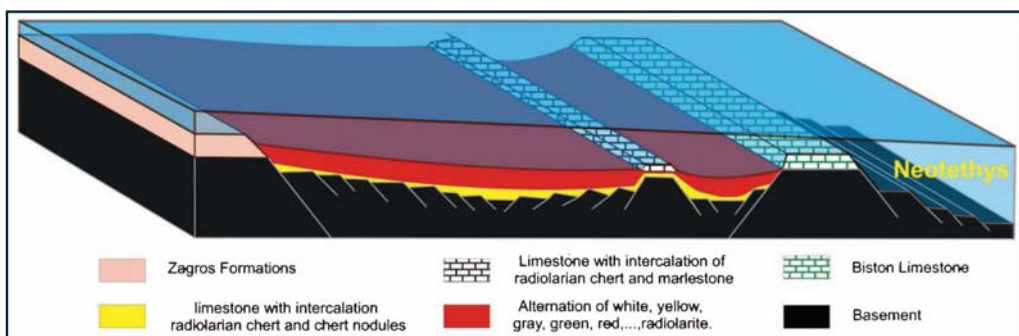 Neotethys
Zagros Formations
Limestone with intercalation of
radiolarian chert and marlestone
Biston Limestone
limestone with intercalation
radiolarian chert and chert nodules
Alternation of white, yellow,
gray, green, red,...,radiolarite.
Basement